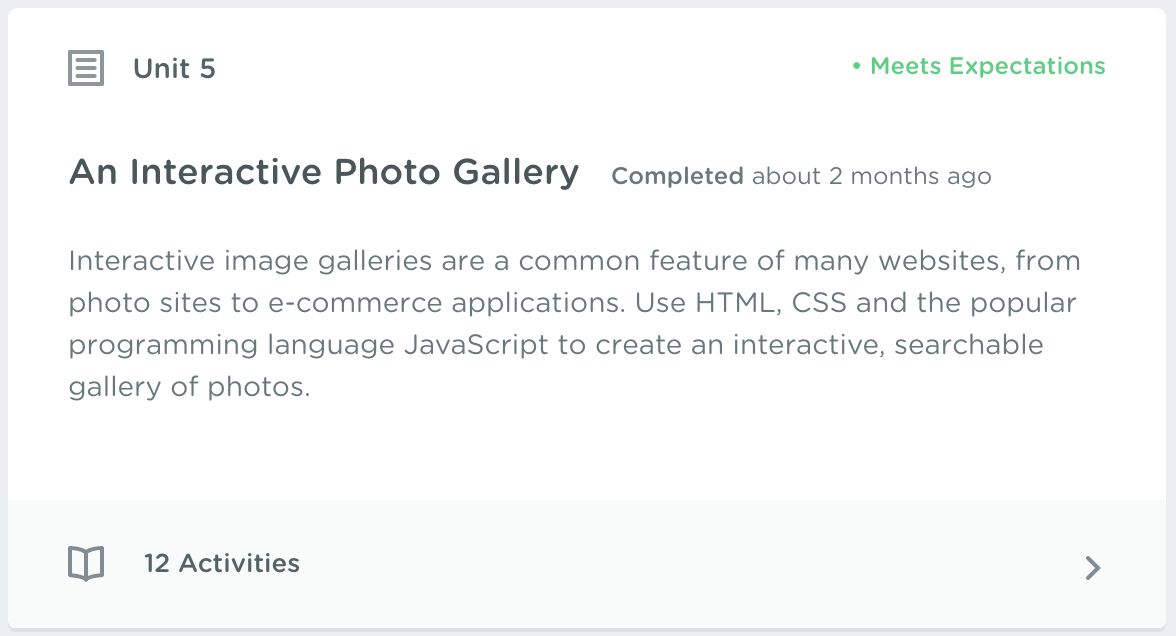 Unit 5
• Meets Expectations
An Interactive Photo Gallery
Completed about 2 months ago
Interactive image galleries are a common feature of many websites, from
photo sites to e-commerce applications. Use HTML, CSS and the popular
programming language JavaScript to create an interactive, searchable
gallery of photos.
12 Activities